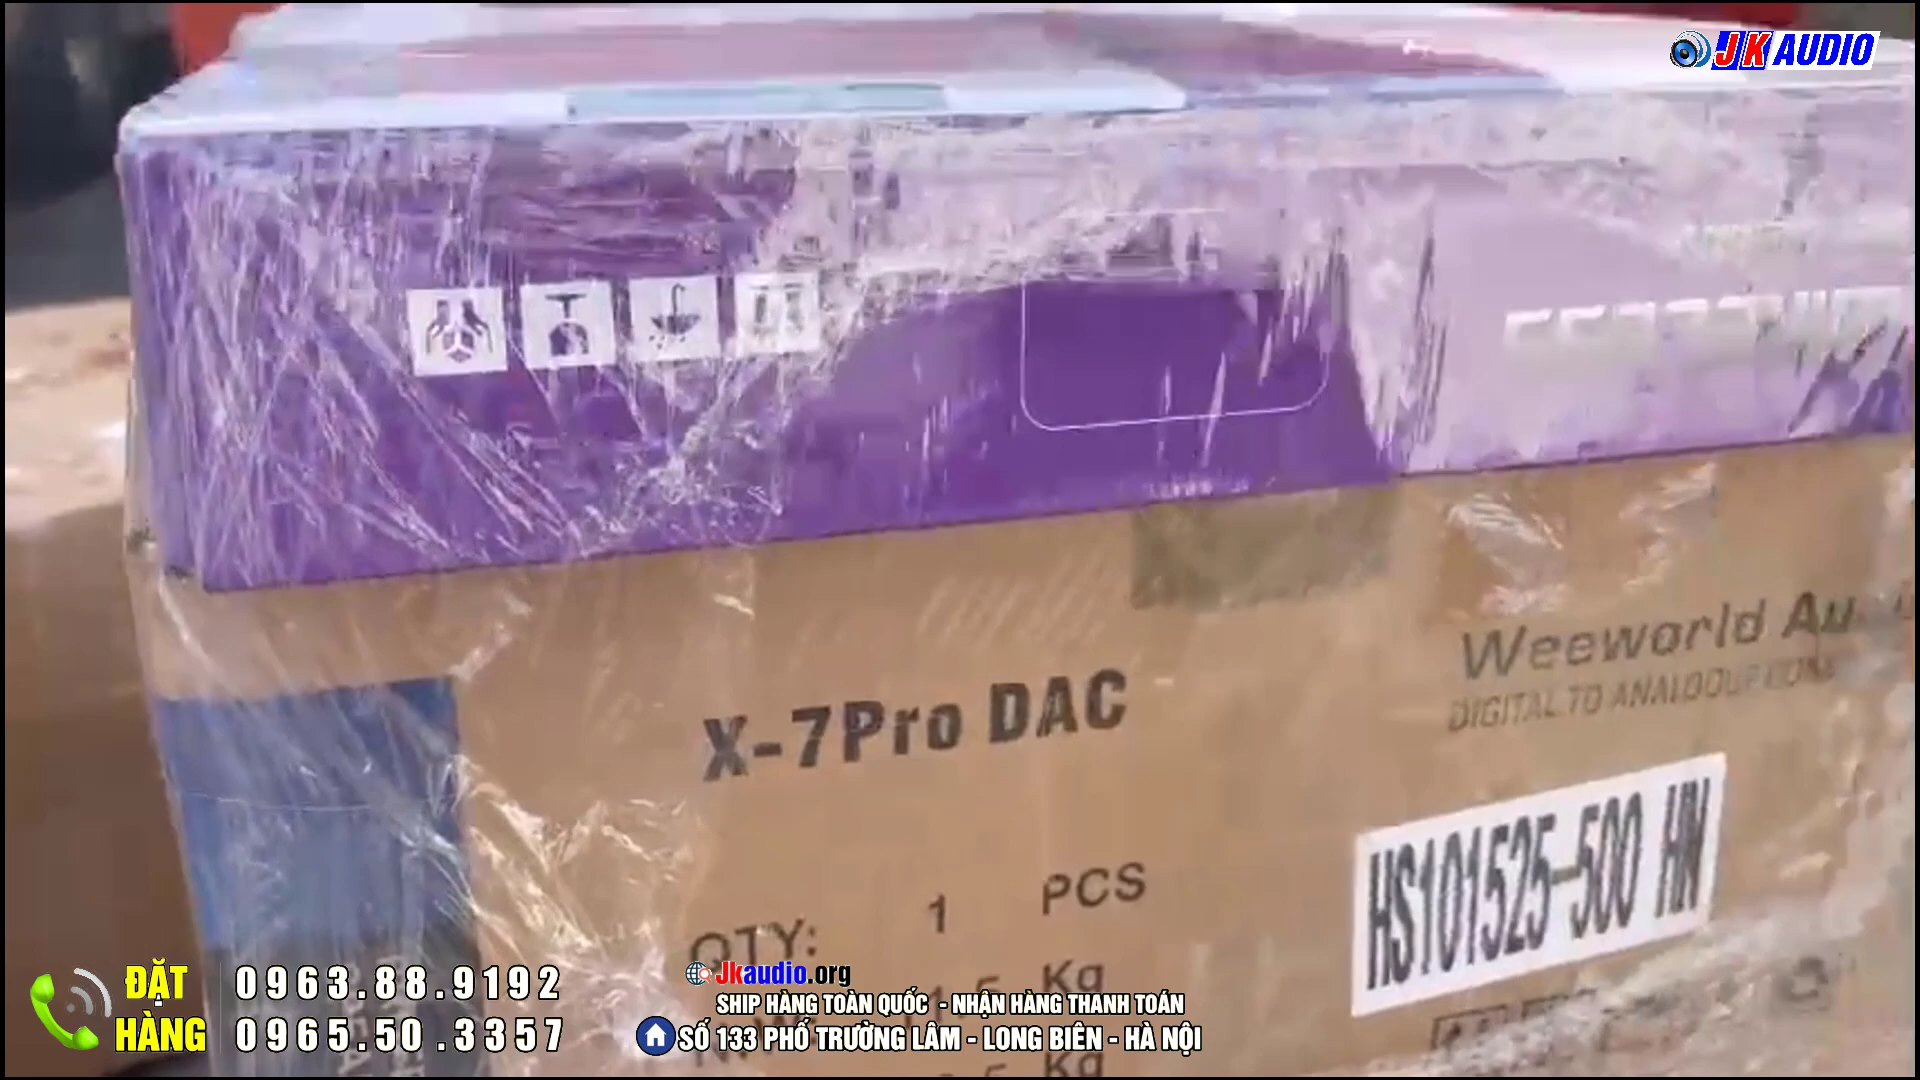 JK AUDIO
Weeworld
X-7Pro DAC
DIGITAL TO
HS101525-500 HN
QTY: 1 PCS
Kg
Kg
ĐẶT HÀNG
0963.88.9192
0965.50.3357
Jkaudio.org
SHIP HÀNG TOÀN QUỐC - NHẬN HÀNG THANH TOÁN
SỐ 133 PHỐ TRƯỜNG LÂM - LONG BIÊN - HÀ NỘI